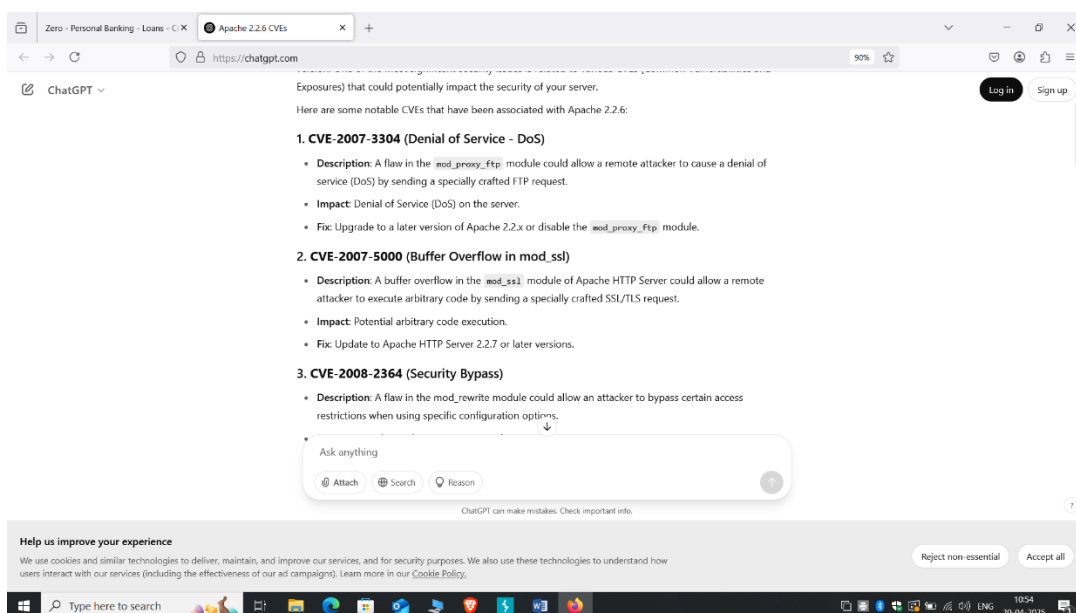 Zero - Personal Banking - Loans - C
Apache 2.2.6 CVEs
https://chatgpt.com
90%
ChatGPT
Log in
Sign up
Exposures) that could potentially impact the security of your server.
Here are some notable CVEs that have been associated with Apache 2.2.6:
1. CVE-2007-3304 (Denial of Service - DoS)
• Description: A flaw in the mod_proxy_ftp module could allow a remote attacker to cause a denial of
service (DoS) by sending a specially crafted FTP request.
• Impact: Denial of Service (DoS) on the server.
• Fix: Upgrade to a later version of Apache 2.2.x or disable the mod_proxy_ftp module.
2. CVE-2007-5000 (Buffer Overflow in mod_ssl)
• Description: A buffer overflow in the mod_ssl module of Apache HTTP Server could allow a remote
attacker to execute arbitrary code by sending a specially crafted SSL/TLS request.
• Impact: Potential arbitrary code execution.
• Fix: Update to Apache HTTP Server 2.2.7 or later versions.
3. CVE-2008-2364 (Security Bypass)
• Description: A flaw in the mod_rewrite module could allow an attacker to bypass certain access
restrictions when using specific configuration options.
Ask anything
Attach
Search
Reason
ChatGPT can make mistakes. Check important info.
?
Help us improve your experience
We use cookies and similar technologies to deliver, maintain, and improve our services, and for security purposes. We also use these technologies to understand how
users interact with our services (including the effectiveness of our ad campaigns). Learn more in our Cookie Policy.
Reject non-essential
Accept all
Type here to search
ENG
10:54
20-04-2025